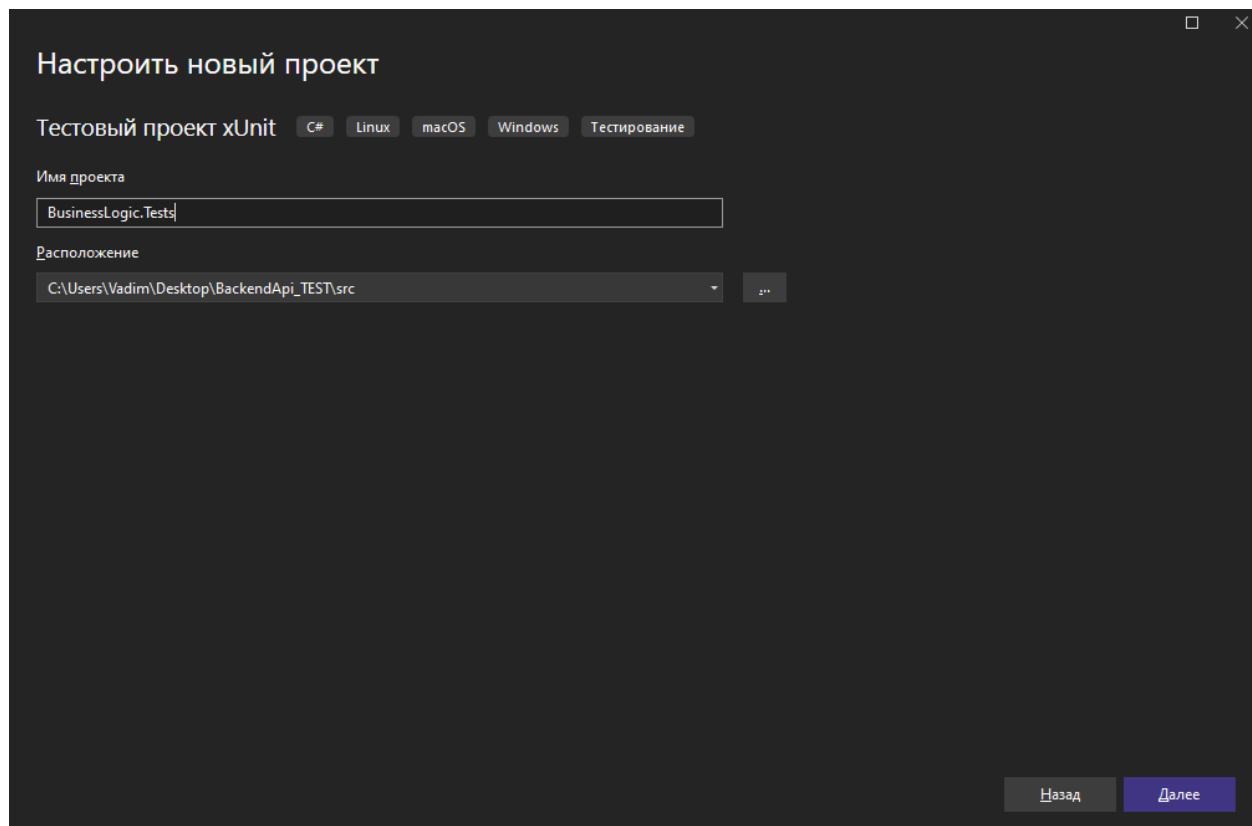 Настроить новый проект
Тестовый проект xUnit C# Linux macOS Windows Тестирование
Имя проекта
BusinessLogic.Tests
Расположение
C:\Users\Vadim\Desktop\BackendApi_TEST\src ...
Назад Далее